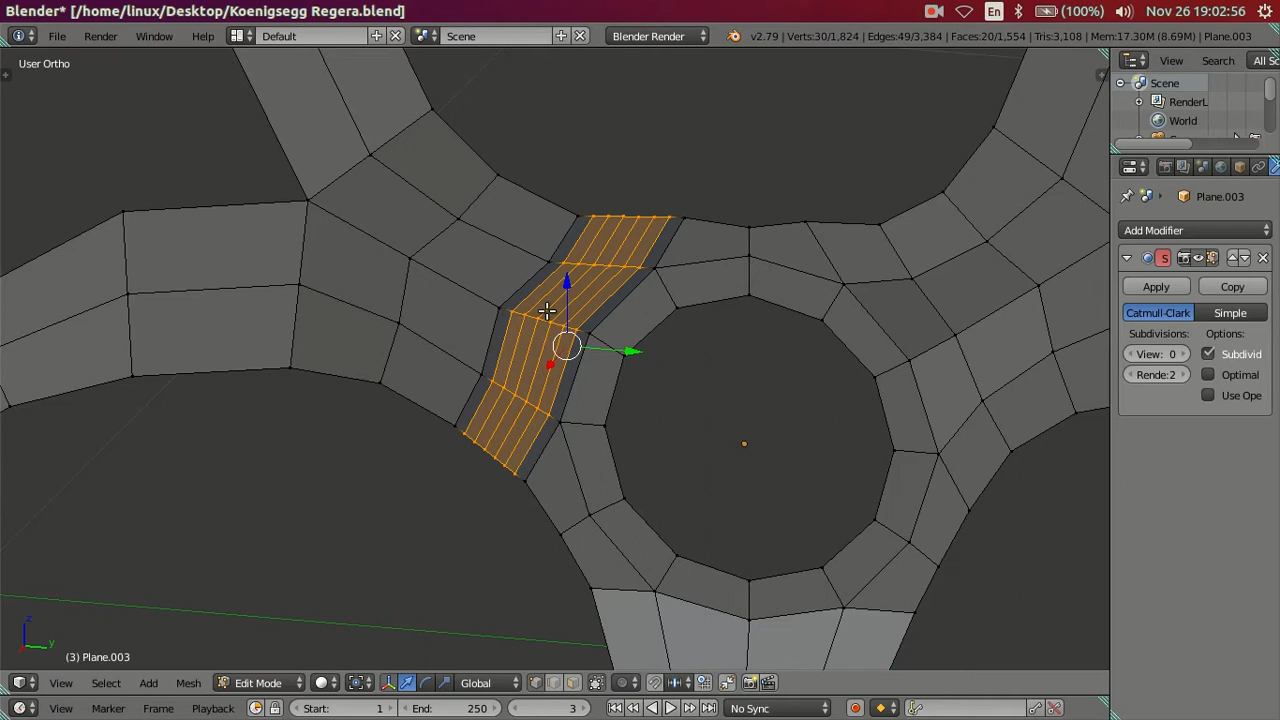 Blender* [/home/linux/Desktop/Koenigsegg Regera.blend]
En (100%) Nov 26 19:02:56
File Render Window Help Default Scene Blender Render v2.79 | Verts:30/1,824 | Edges:49/3,384 | Faces:20/1,554 | Tris:3,108 | Mem:17.30M (8.69M) | Plane.003
User Ortho
View Search All Sc
Scene
RenderL
World
Plane.003
Add Modifier
S
Apply Copy
Catmull-Clark Simple
Subdivisions: Options:
View: 0 Subdivid
Rende:2 Optimal
Use Ope
z
y
(3) Plane.003
View Select Add Mesh Edit Mode Global
View Marker Frame Playback Start: 1 End: 250 3 No Sync